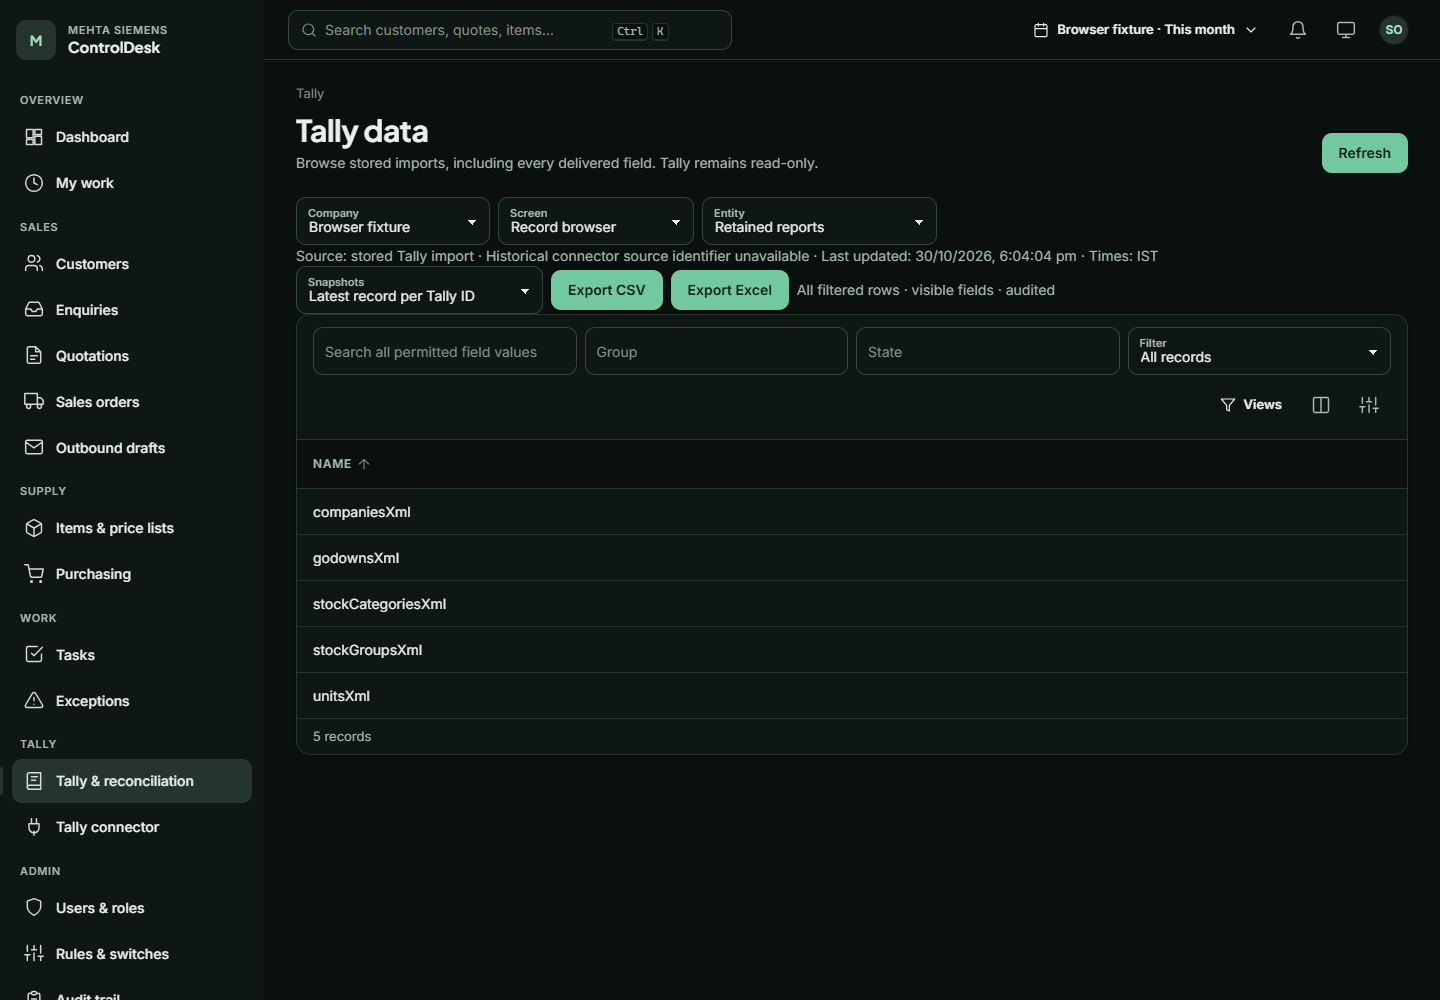 M
MEHTA SIEMENS
ControlDesk
OVERVIEW
Dashboard
My work
SALES
Customers
Enquiries
Quotations
Sales orders
Outbound drafts
SUPPLY
Items & price lists
Purchasing
WORK
Tasks
Exceptions
TALLY
Tally & reconciliation
Tally connector
ADMIN
Users & roles
Rules & switches
Audit trail
Search customers, quotes, items... Ctrl K
Browser fixture · This month
SO
Tally
Tally data
Browse stored imports, including every delivered field. Tally remains read-only.
Refresh
Company
Browser fixture
Screen
Record browser
Entity
Retained reports
Source: stored Tally import · Historical connector source identifier unavailable · Last updated: 30/10/2026, 6:04:04 pm · Times: IST
Snapshots
Latest record per Tally ID
Export CSV
Export Excel
All filtered rows · visible fields · audited
Search all permitted field values
Group
State
Filter
All records
Views
NAME
companiesXml
godownsXml
stockCategoriesXml
stockGroupsXml
unitsXml
5 records